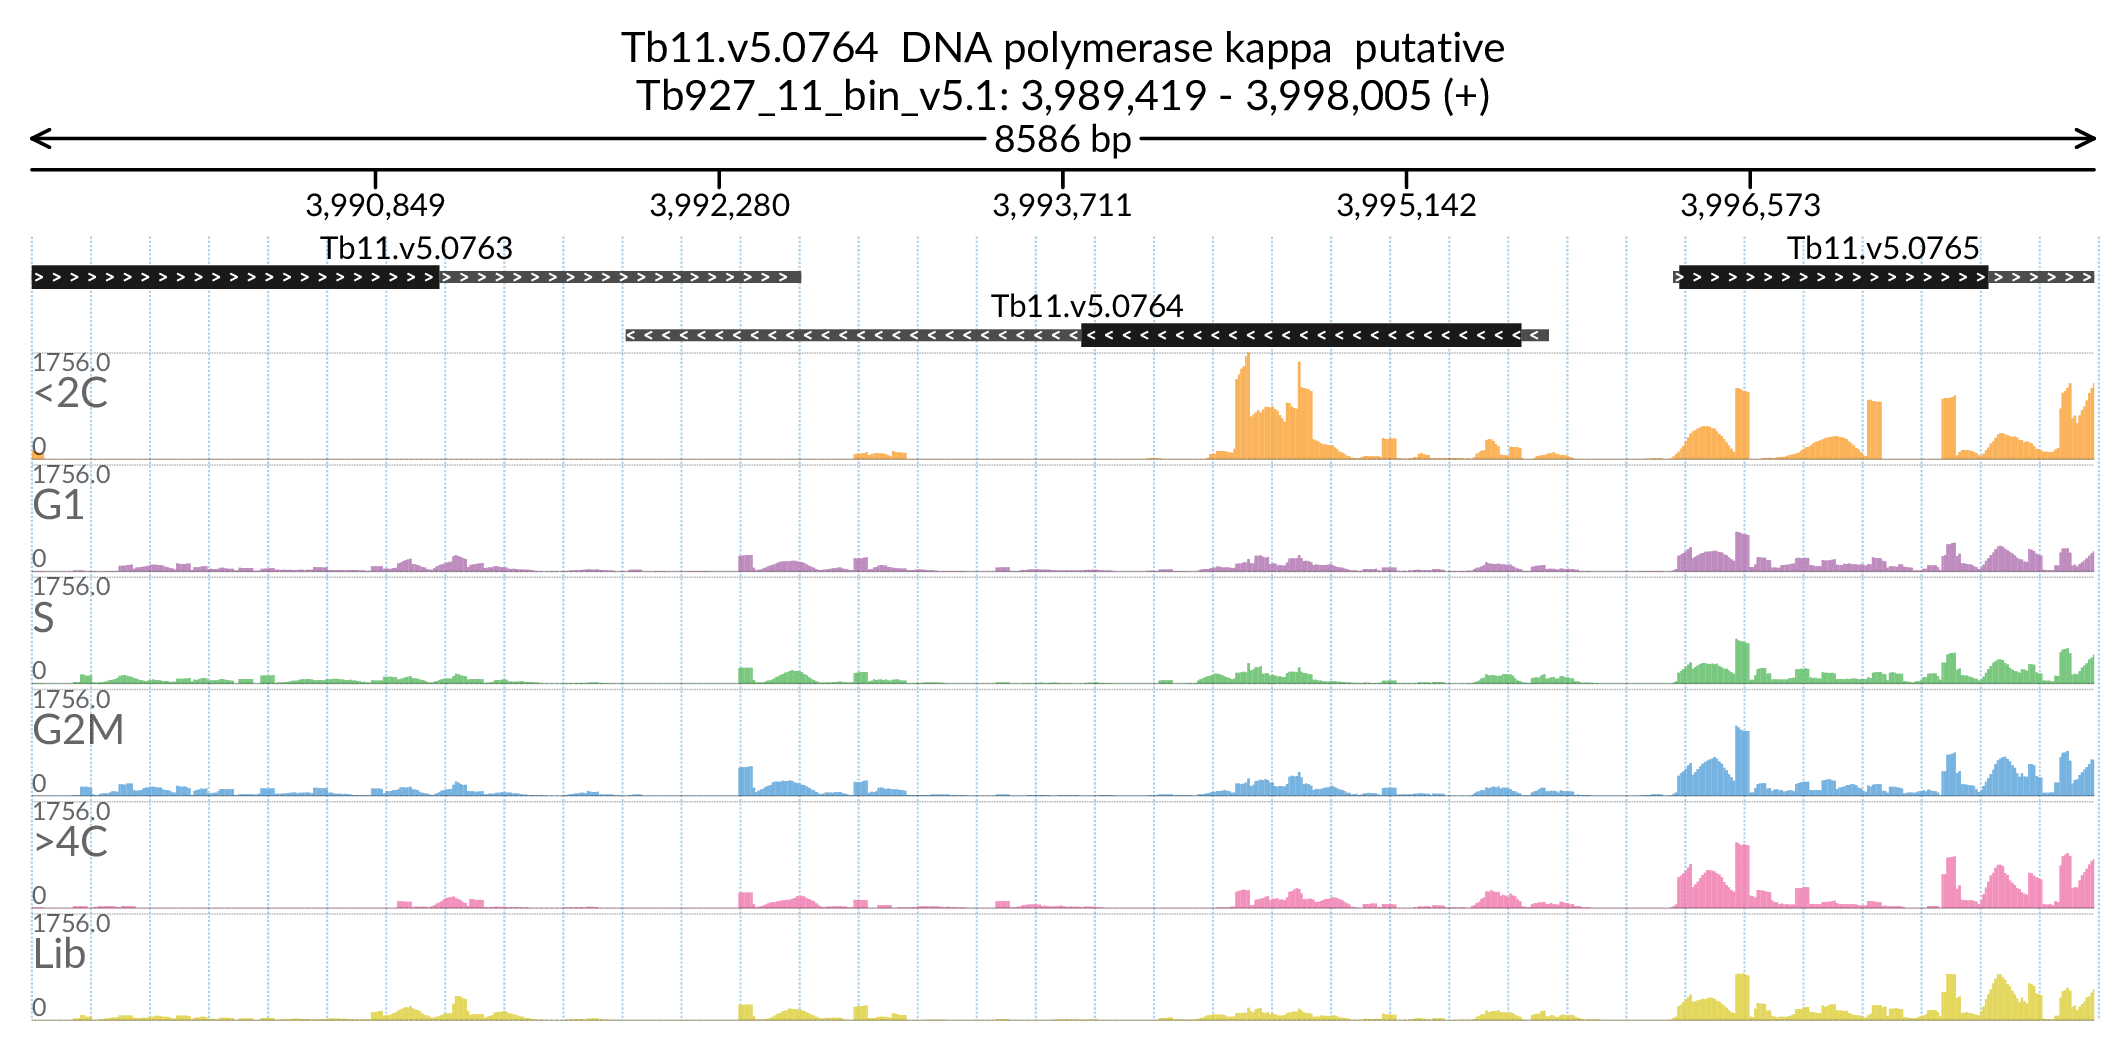 Tb11.v5.0764  DNA polymerase kappa  putative
Tb927_11_bin_v5.1: 3,989,419 - 3,998,005 (+)
8586 bp
3,990,849 3,992,280 3,993,711 3,995,142 3,996,573
Tb11.v5.0763 Tb11.v5.0765
Tb11.v5.0764
1756.0
<2C
0
1756.0
G1
0
1756.0
S
0
1756.0
G2M
0
1756.0
>4C
0
1756.0
Lib
0